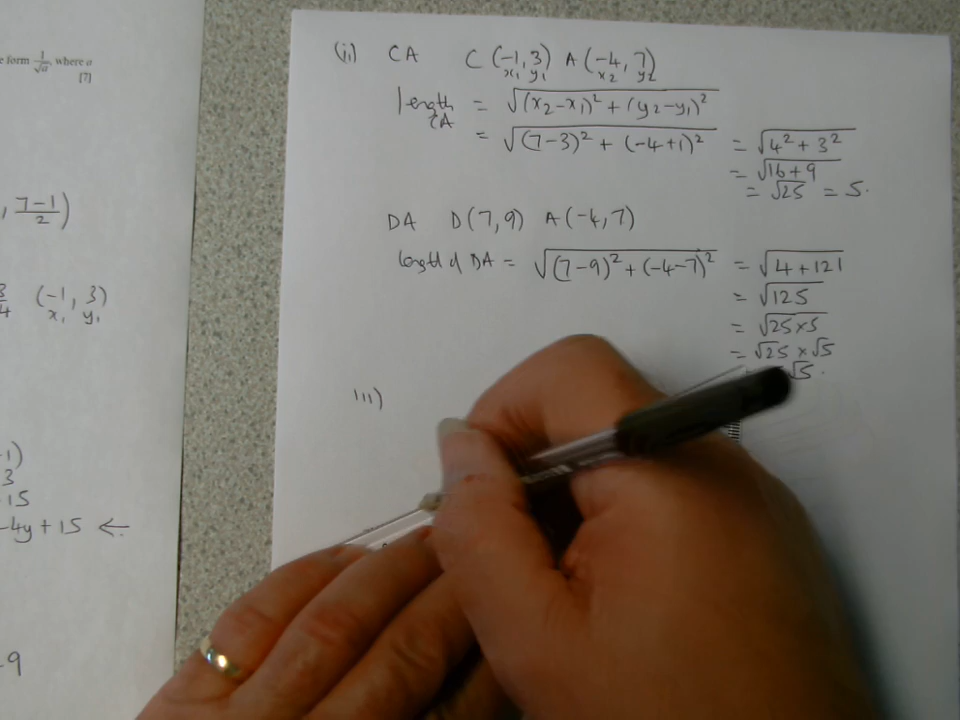 e form 1/√a, where a
[7]
, 7-1/2)
3/4 (-1, 3)
x₁ y₁
-1)
3
15
-4y + 15 ←
-9
(ii) CA C (-1, 3) A (-4, 7)
x₁ y₁ x₂ y₂
length CA = √(x₂-x₁)² + (y₂-y₁)²
= √(7-3)² + (-4+1)² = √4² + 3²
= √16 + 9
= √25 = 5.
DA D (7, 9) A (-4, 7)
length of DA = √(7-9)² + (-4-7)² = √4 + 121
= √125
= √25 × 5
= √25 × √5
√5.
iii)